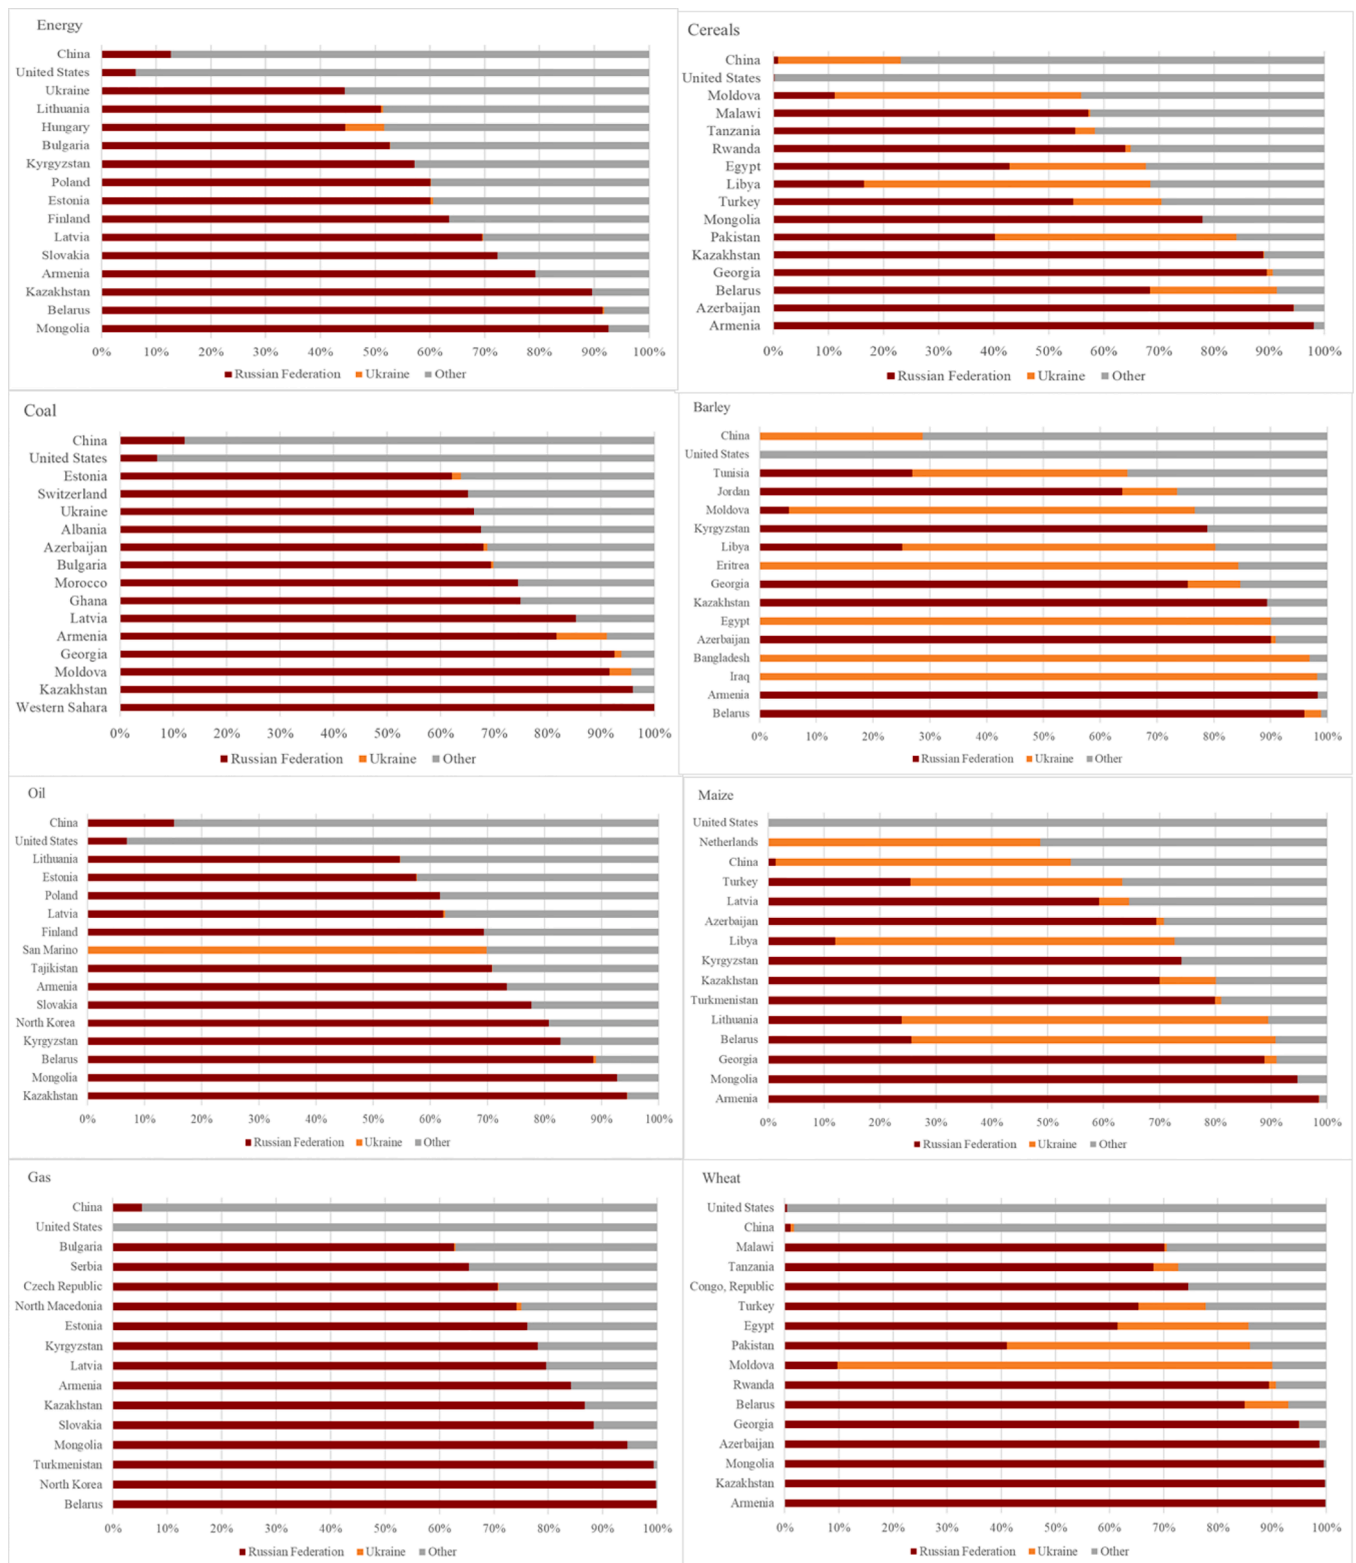 Energy
China
United States
Ukraine
Lithuania
Hungary
Bulgaria
Kyrgyzstan
Poland
Estonia
Finland
Latvia
Slovakia
Armenia
Kazakhstan
Belarus
Mongolia
0% 10% 20% 30% 40% 50% 60% 70% 80% 90% 100%
Russian Federation Ukraine Other
Cereals
China
United States
Moldova
Malawi
Tanzania
Rwanda
Egypt
Libya
Turkey
Mongolia
Pakistan
Kazakhstan
Georgia
Belarus
Azerbaijan
Armenia
0% 10% 20% 30% 40% 50% 60% 70% 80% 90% 100%
Russian Federation Ukraine Other
Coal
China
United States
Estonia
Switzerland
Ukraine
Albania
Azerbaijan
Bulgaria
Morocco
Ghana
Latvia
Armenia
Georgia
Moldova
Kazakhstan
Western Sahara
0% 10% 20% 30% 40% 50% 60% 70% 80% 90% 100%
Russian Federation Ukraine Other
Barley
China
United States
Tunisia
Jordan
Moldova
Kyrgyzstan
Libya
Eritrea
Georgia
Kazakhstan
Egypt
Azerbaijan
Bangladesh
Iraq
Armenia
Belarus
0% 10% 20% 30% 40% 50% 60% 70% 80% 90% 100%
Russian Federation Ukraine Other
Oil
China
United States
Lithuania
Estonia
Poland
Latvia
Finland
San Marino
Tajikistan
Armenia
Slovakia
North Korea
Kyrgyzstan
Belarus
Mongolia
Kazakhstan
0% 10% 20% 30% 40% 50% 60% 70% 80% 90% 100%
Russian Federation Ukraine Other
Maize
United States
Netherlands
China
Turkey
Latvia
Azerbaijan
Libya
Kyrgyzstan
Kazakhstan
Turkmenistan
Lithuania
Belarus
Georgia
Mongolia
Armenia
0% 10% 20% 30% 40% 50% 60% 70% 80% 90% 100%
Russian Federation Ukraine Other
Gas
China
United States
Bulgaria
Serbia
Czech Republic
North Macedonia
Estonia
Kyrgyzstan
Latvia
Armenia
Kazakhstan
Slovakia
Mongolia
Turkmenistan
North Korea
Belarus
0% 10% 20% 30% 40% 50% 60% 70% 80% 90% 100%
Russian Federation Ukraine Other
Wheat
United States
China
Malawi
Tanzania
Congo, Republic
Turkey
Egypt
Pakistan
Moldova
Rwanda
Belarus
Georgia
Azerbaijan
Mongolia
Kazakhstan
Armenia
0% 10% 20% 30% 40% 50% 60% 70% 80% 90% 100%
Russian Federation Ukraine Other